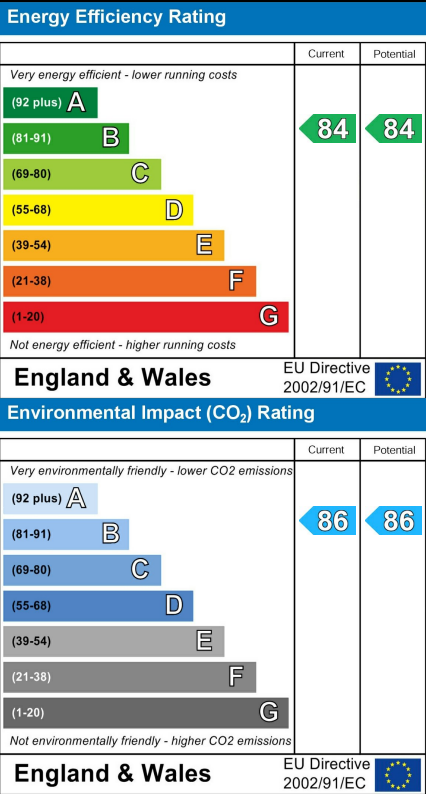 Energy Efficiency Rating
Current Potential
Very energy efficient - lower running costs
(92 plus) A
(81-91) B 84 84
(69-80) C
(55-68) D
(39-54) E
(21-38) F
(1-20) G
Not energy efficient - higher running costs
England & Wales
EU Directive
2002/91/EC
Environmental Impact (CO₂) Rating
Current Potential
Very environmentally friendly - lower CO2 emissions
(92 plus) A
(81-91) B 86 86
(69-80) C
(55-68) D
(39-54) E
(21-38) F
(1-20) G
Not environmentally friendly - higher CO2 emissions
England & Wales
EU Directive
2002/91/EC